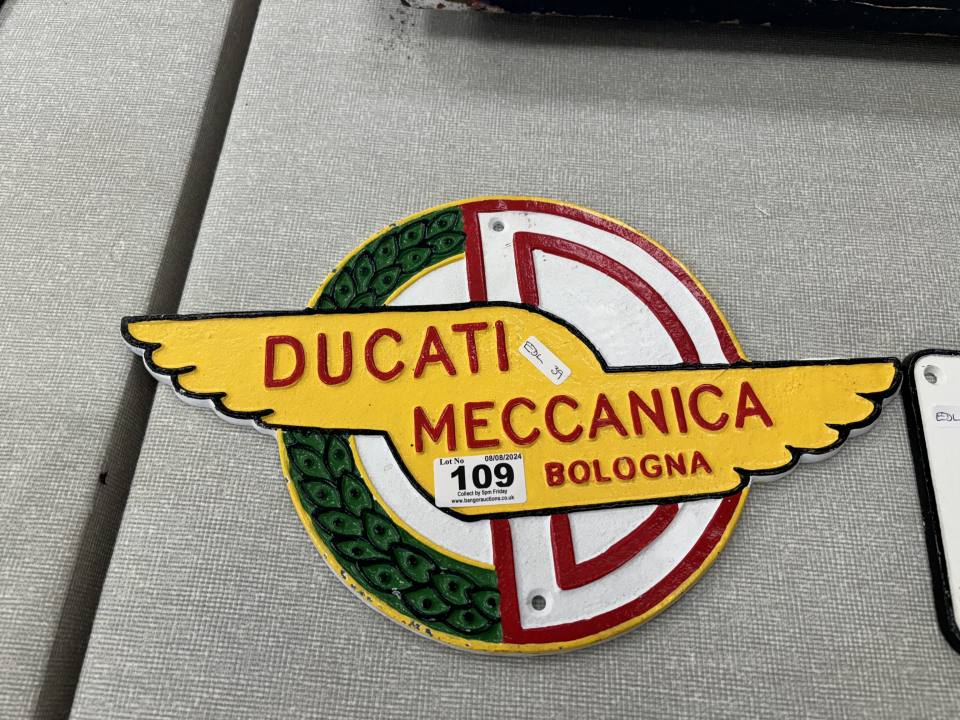 DUCATI
MECCANICA
BOLOGNA
EDL 39
Lot No 08/08/2024
109
Collect by 5pm Friday
www.bangorauctions.co.uk
EDL